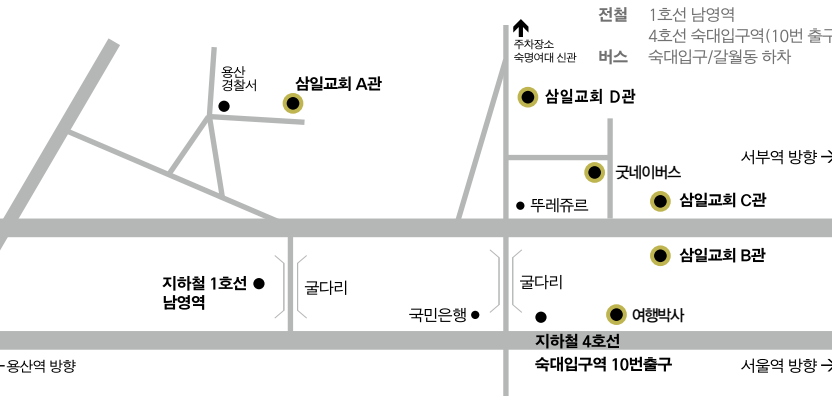 전철 1호선 남영역
4호선 숙대입구역(10번 출구
버스 숙대입구/갈월동 하차
주차장소
숙명여대 신관
용산
경찰서
삼일교회 A관
삼일교회 D관
서부역 방향
굿네이버스
삼일교회 C관
뚜레쥬르
삼일교회 B관
지하철 1호선
남영역
굴다리
굴다리
국민은행
여행박사
지하철 4호선
숙대입구역 10번출구
용산역 방향
서울역 방향